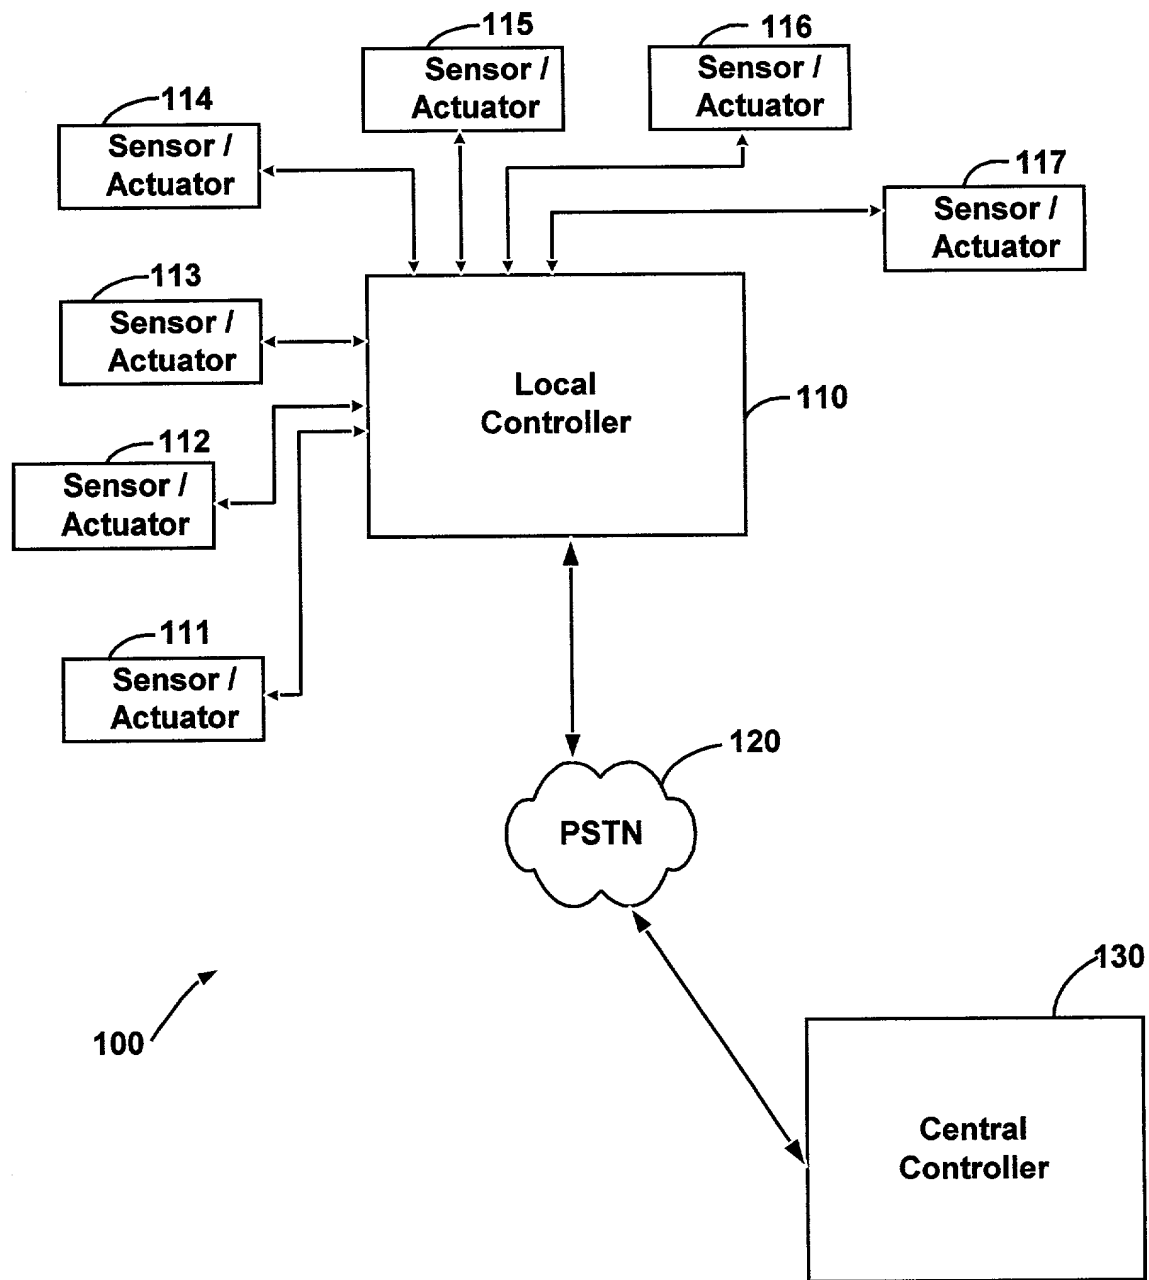 115
Sensor /
Actuator
116
Sensor /
Actuator
114
Sensor /
Actuator
117
Sensor /
Actuator
113
Sensor /
Actuator
Local
Controller
110
112
Sensor /
Actuator
111
Sensor /
Actuator
120
PSTN
130
100
Central
Controller